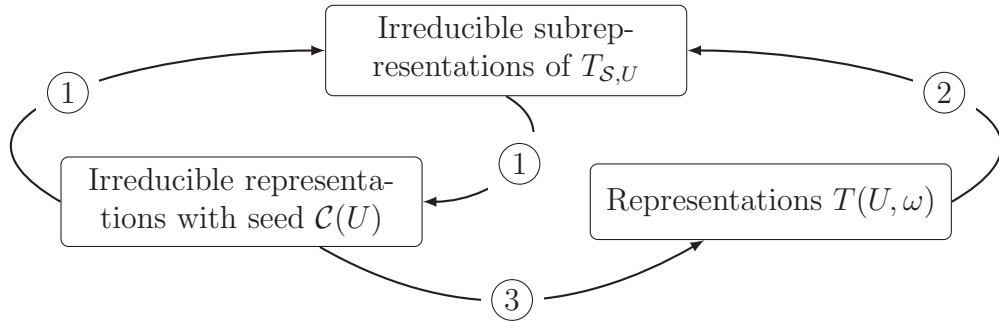 Irreducible subrep-
resentations of $T_{\mathcal{S},U}$
1
2
1
Irreducible representa-
tions with seed $\mathcal{C}(U)$
Representations $T(U, \omega)$
3